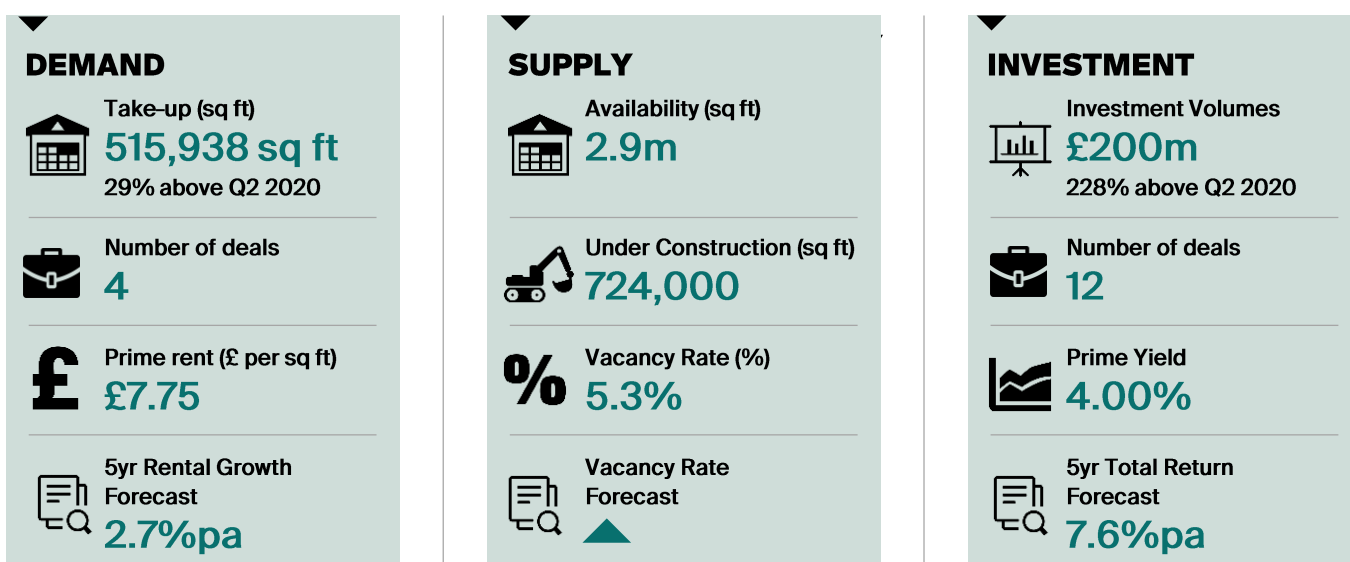 DEMAND
Take-up (sq ft)
515,938 sq ft
29% above Q2 2020
Number of deals
4
£
Prime rent (£ per sq ft)
£7.75
5yr Rental Growth
Forecast
2.7%pa
SUPPLY
Availability (sq ft)
2.9m
Under Construction (sq ft)
724,000
%
Vacancy Rate (%)
5.3%
Vacancy Rate
Forecast
INVESTMENT
Investment Volumes
£200m
228% above Q2 2020
Number of deals
12
Prime Yield
4.00%
5yr Total Return
Forecast
7.6%pa